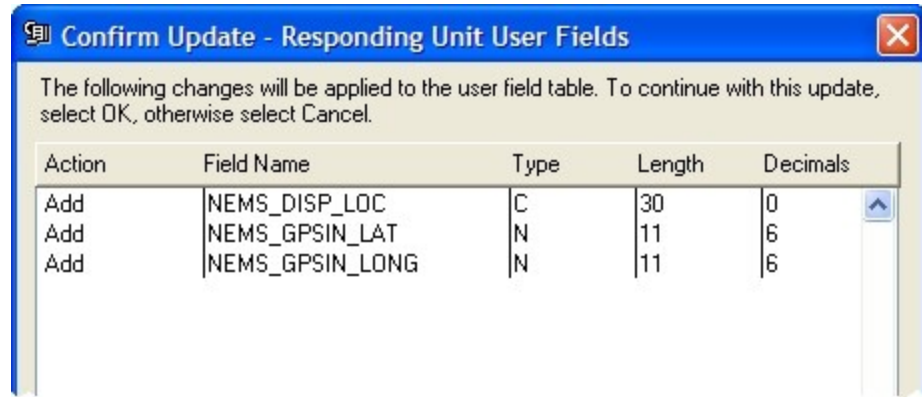 Confirm Update - Responding Unit User Fields
The following changes will be applied to the user field table. To continue with this update,
select OK, otherwise select Cancel.
Action Field Name Type Length Decimals
Add NEMS_DISP_LOC C 30 0
Add NEMS_GPSIN_LAT N 11 6
Add NEMS_GPSIN_LONG N 11 6